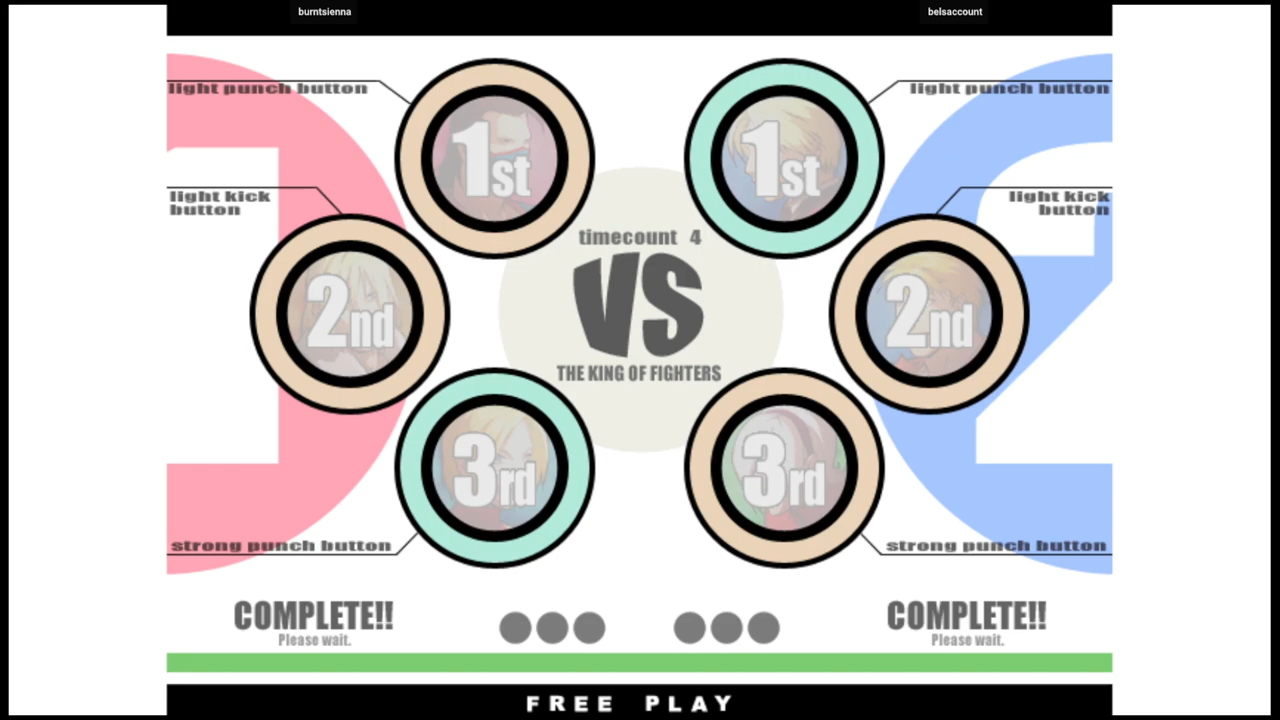 burntsienna
belsaccount
light punch button
light punch button
1st
1st
light kick
button
light kick
button
timecount 4
2nd
VS
2nd
THE KING OF FIGHTERS
3rd
3rd
strong punch button
strong punch button
COMPLETE!!
Please wait.
COMPLETE!!
Please wait.
FREE PLAY